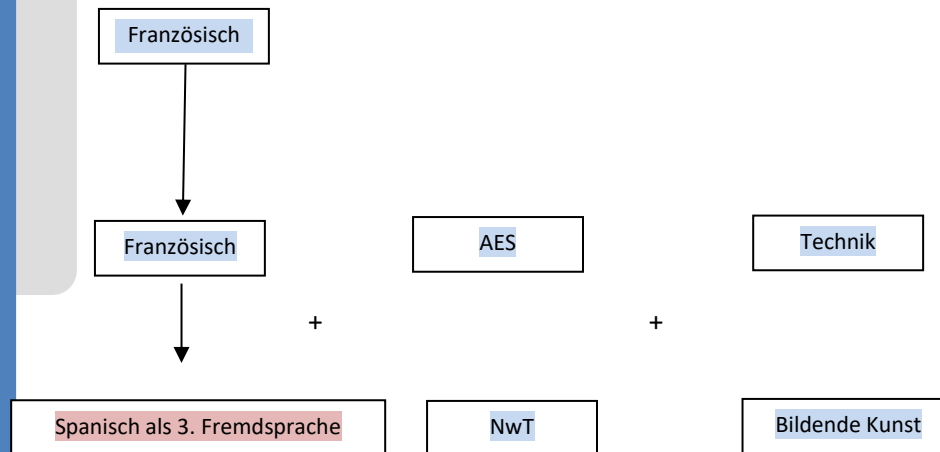 Französisch
Französisch
AES
Technik
+
+
Spanisch als 3. Fremdsprache
NwT
Bildende Kunst